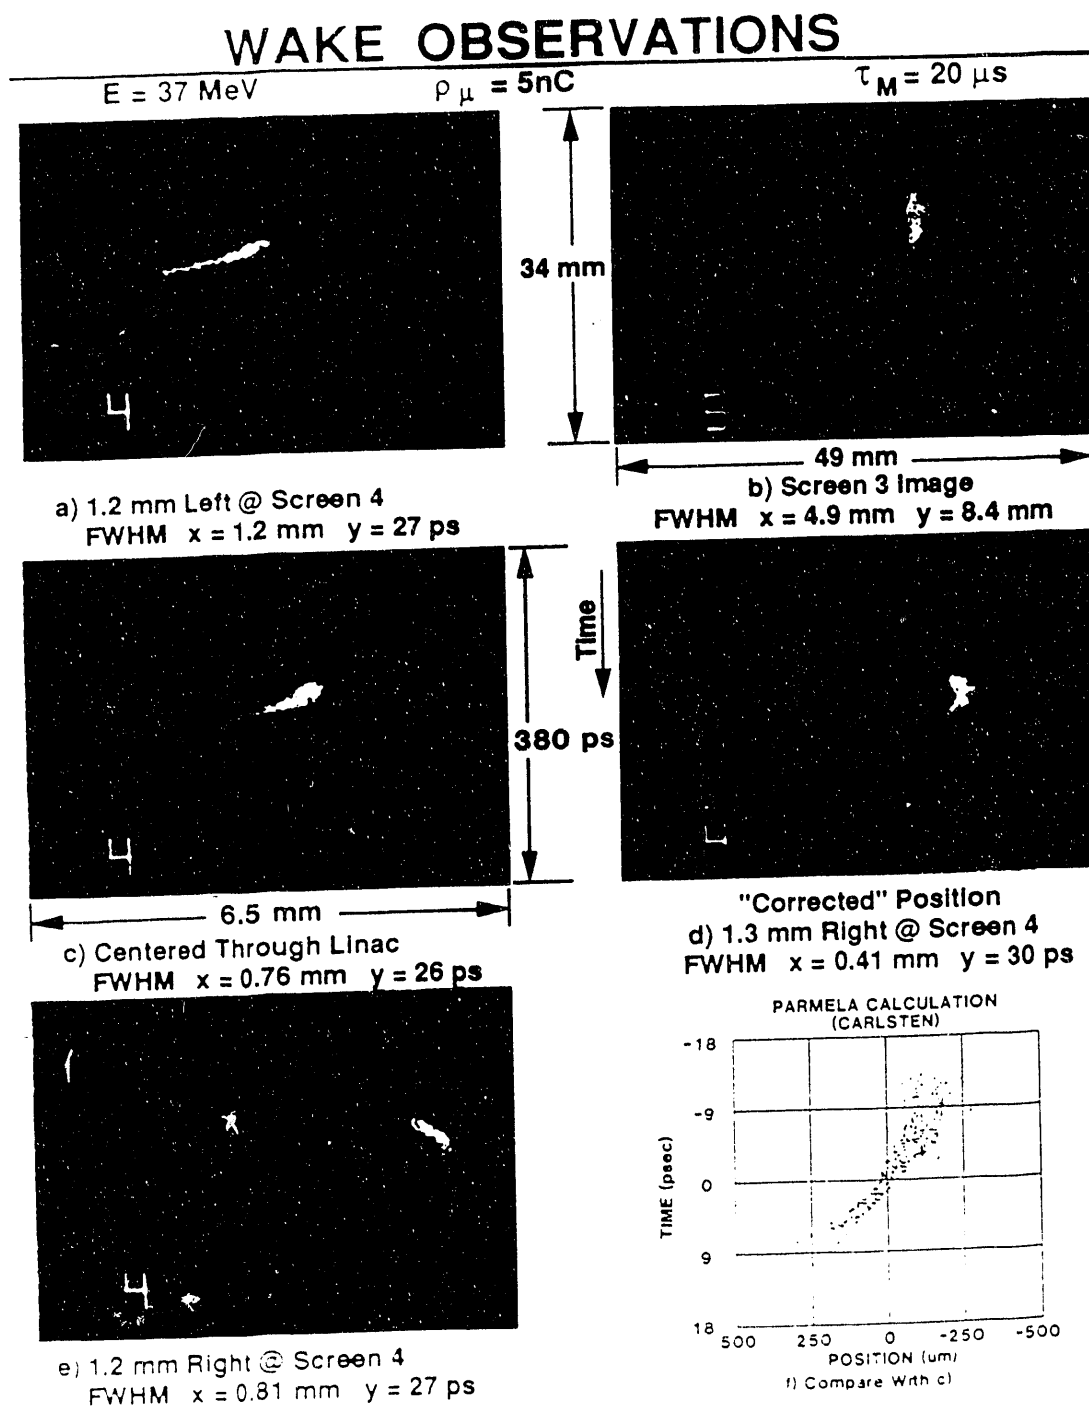 WAKE OBSERVATIONS
E = 37 MeV
ρ μ = 5nC
τ M = 20 μs
34 mm
4
49 mm
a) 1.2 mm Left @ Screen 4
FWHM x = 1.2 mm y = 27 ps
b) Screen 3 Image
FWHM x = 4.9 mm y = 8.4 mm
Time
380 ps
4
6.5 mm
c) Centered Through Linac
FWHM x = 0.76 mm y = 26 ps
"Corrected" Position
d) 1.3 mm Right @ Screen 4
FWHM x = 0.41 mm y = 30 ps
4
e) 1.2 mm Right @ Screen 4
FWHM x = 0.81 mm y = 27 ps
PARMELA CALCULATION
(CARLSTEN)
-18
-9
0
9
18
TIME (psec)
500 250 0 -250 -500
POSITION (um)
f) Compare With c)